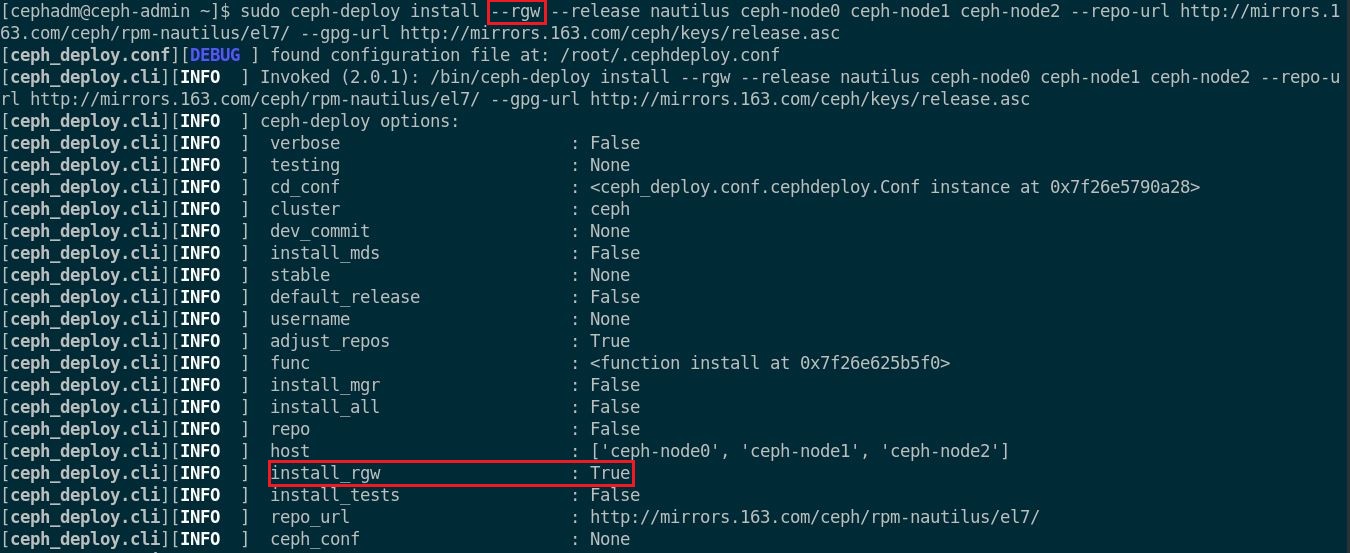 [cephadm@ceph-admin ~]$ sudo ceph-deploy install --rgw --release nautilus ceph-node0 ceph-node1 ceph-node2 --repo-url http://mirrors.1
63.com/ceph/rpm-nautilus/el7/ --gpg-url http://mirrors.163.com/ceph/keys/release.asc
[ceph_deploy.conf][DEBUG ] found configuration file at: /root/.cephdeploy.conf
[ceph_deploy.cli][INFO  ] Invoked (2.0.1): /bin/ceph-deploy install --rgw --release nautilus ceph-node0 ceph-node1 ceph-node2 --repo-u
rl http://mirrors.163.com/ceph/rpm-nautilus/el7/ --gpg-url http://mirrors.163.com/ceph/keys/release.asc
[ceph_deploy.cli][INFO  ] ceph-deploy options:
[ceph_deploy.cli][INFO  ]  verbose                       : False
[ceph_deploy.cli][INFO  ]  testing                       : None
[ceph_deploy.cli][INFO  ]  cd_conf                       : <ceph_deploy.conf.cephdeploy.Conf instance at 0x7f26e5790a28>
[ceph_deploy.cli][INFO  ]  cluster                       : ceph
[ceph_deploy.cli][INFO  ]  dev_commit                    : None
[ceph_deploy.cli][INFO  ]  install_mds                   : False
[ceph_deploy.cli][INFO  ]  stable                        : None
[ceph_deploy.cli][INFO  ]  default_release               : False
[ceph_deploy.cli][INFO  ]  username                      : None
[ceph_deploy.cli][INFO  ]  adjust_repos                  : True
[ceph_deploy.cli][INFO  ]  func                          : <function install at 0x7f26e625b5f0>
[ceph_deploy.cli][INFO  ]  install_mgr                   : False
[ceph_deploy.cli][INFO  ]  install_all                   : False
[ceph_deploy.cli][INFO  ]  repo                          : False
[ceph_deploy.cli][INFO  ]  host                          : ['ceph-node0', 'ceph-node1', 'ceph-node2']
[ceph_deploy.cli][INFO  ]  install_rgw                   : True
[ceph_deploy.cli][INFO  ]  install_tests                 : False
[ceph_deploy.cli][INFO  ]  repo_url                      : http://mirrors.163.com/ceph/rpm-nautilus/el7/
[ceph_deploy.cli][INFO  ]  ceph_conf                     : None